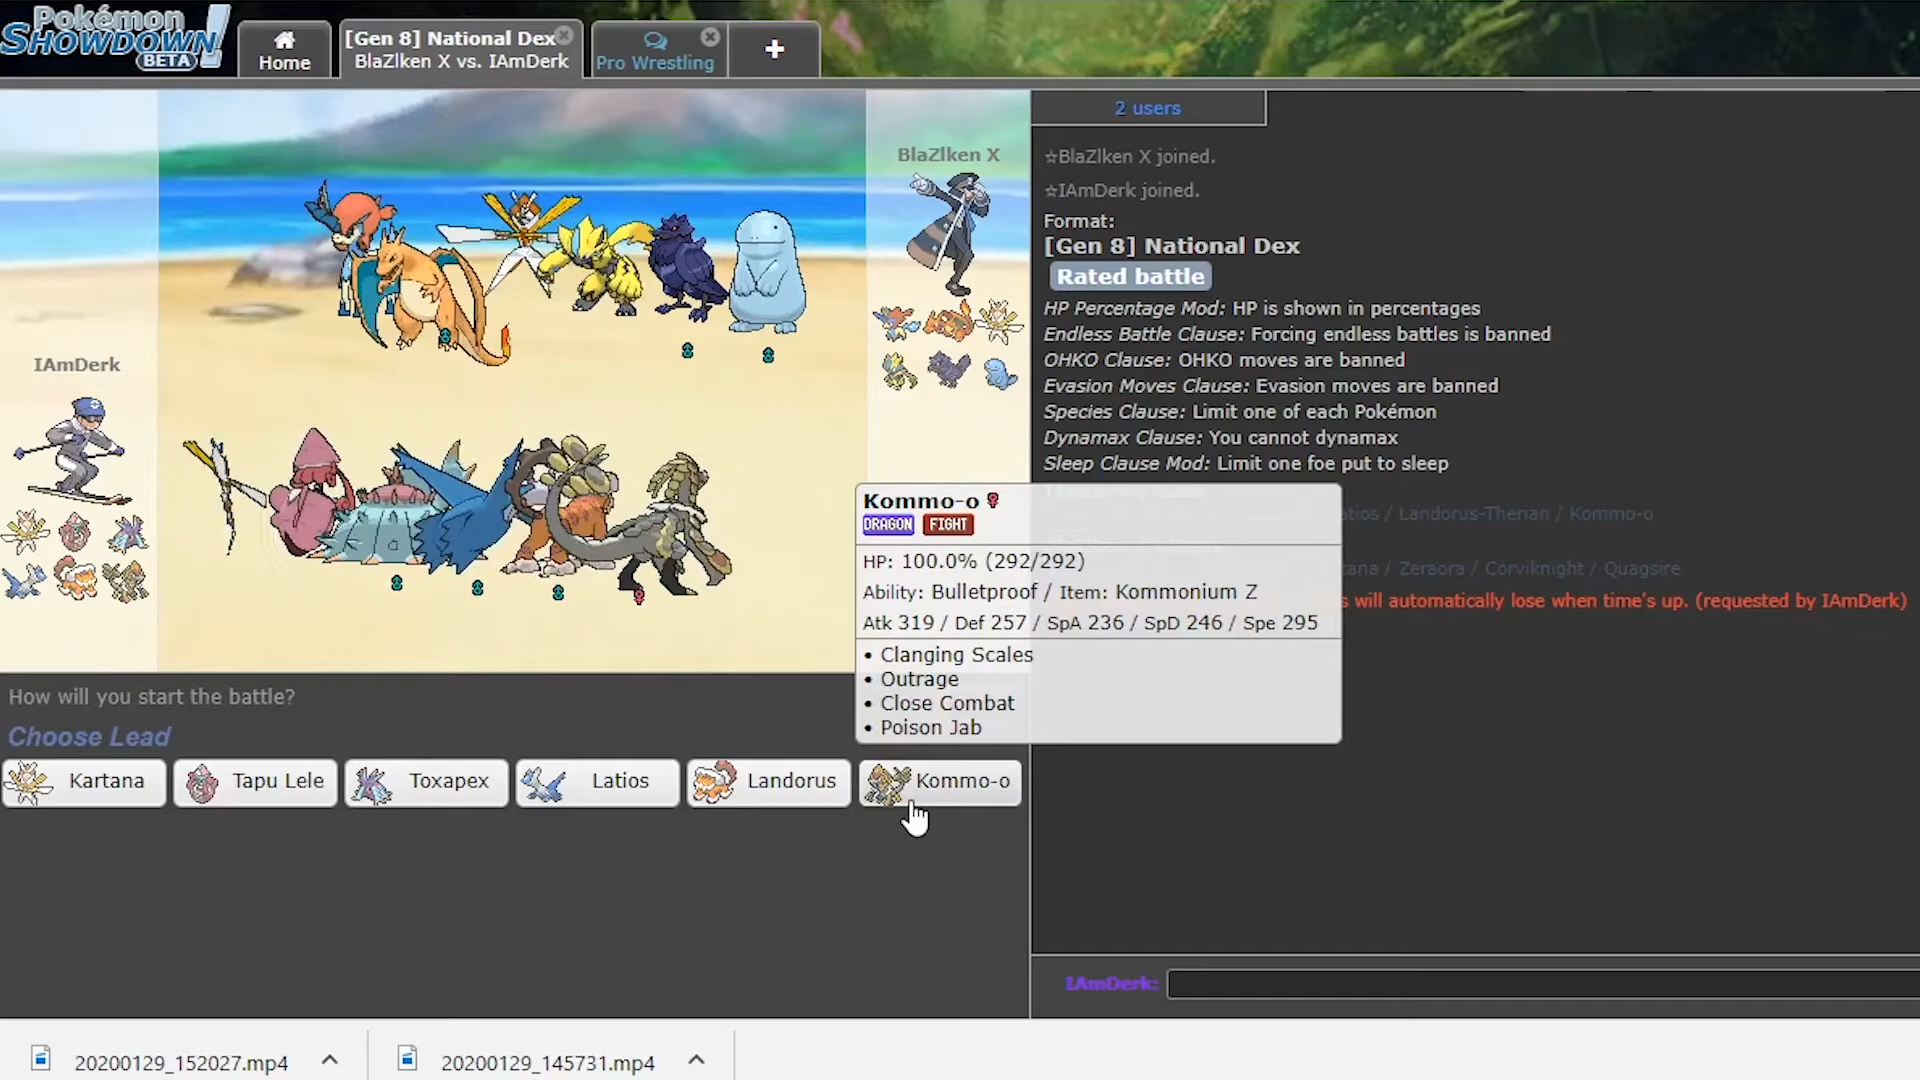 Pokémon
SHOWDOWN!
BETA
Home
[Gen 8] National Dex
BlaZlken X vs. IAmDerk
Pro Wrestling
+
BlaZlken X
IAmDerk
2 users
☆BlaZlken X joined.
☆IAmDerk joined.
Format:
[Gen 8] National Dex
Rated battle
HP Percentage Mod: HP is shown in percentages
Endless Battle Clause: Forcing endless battles is banned
OHKO Clause: OHKO moves are banned
Evasion Moves Clause: Evasion moves are banned
Species Clause: Limit one of each Pokémon
Dynamax Clause: You cannot dynamax
Sleep Clause Mod: Limit one foe put to sleep
/ Landorus-Therian / Kommo-o
/ Zeraora / Corviknight / Quagsire
will automatically lose when time's up. (requested by IAmDerk)
Kommo-o ♀
DRAGON FIGHT
HP: 100.0% (292/292)
Ability: Bulletproof / Item: Kommonium Z
Atk 319 / Def 257 / SpA 236 / SpD 246 / Spe 295
• Clanging Scales
• Outrage
• Close Combat
• Poison Jab
How will you start the battle?
Choose Lead
Kartana
Tapu Lele
Toxapex
Latios
Landorus
Kommo-o
IAmDerk:
20200129_152027.mp4
20200129_145731.mp4